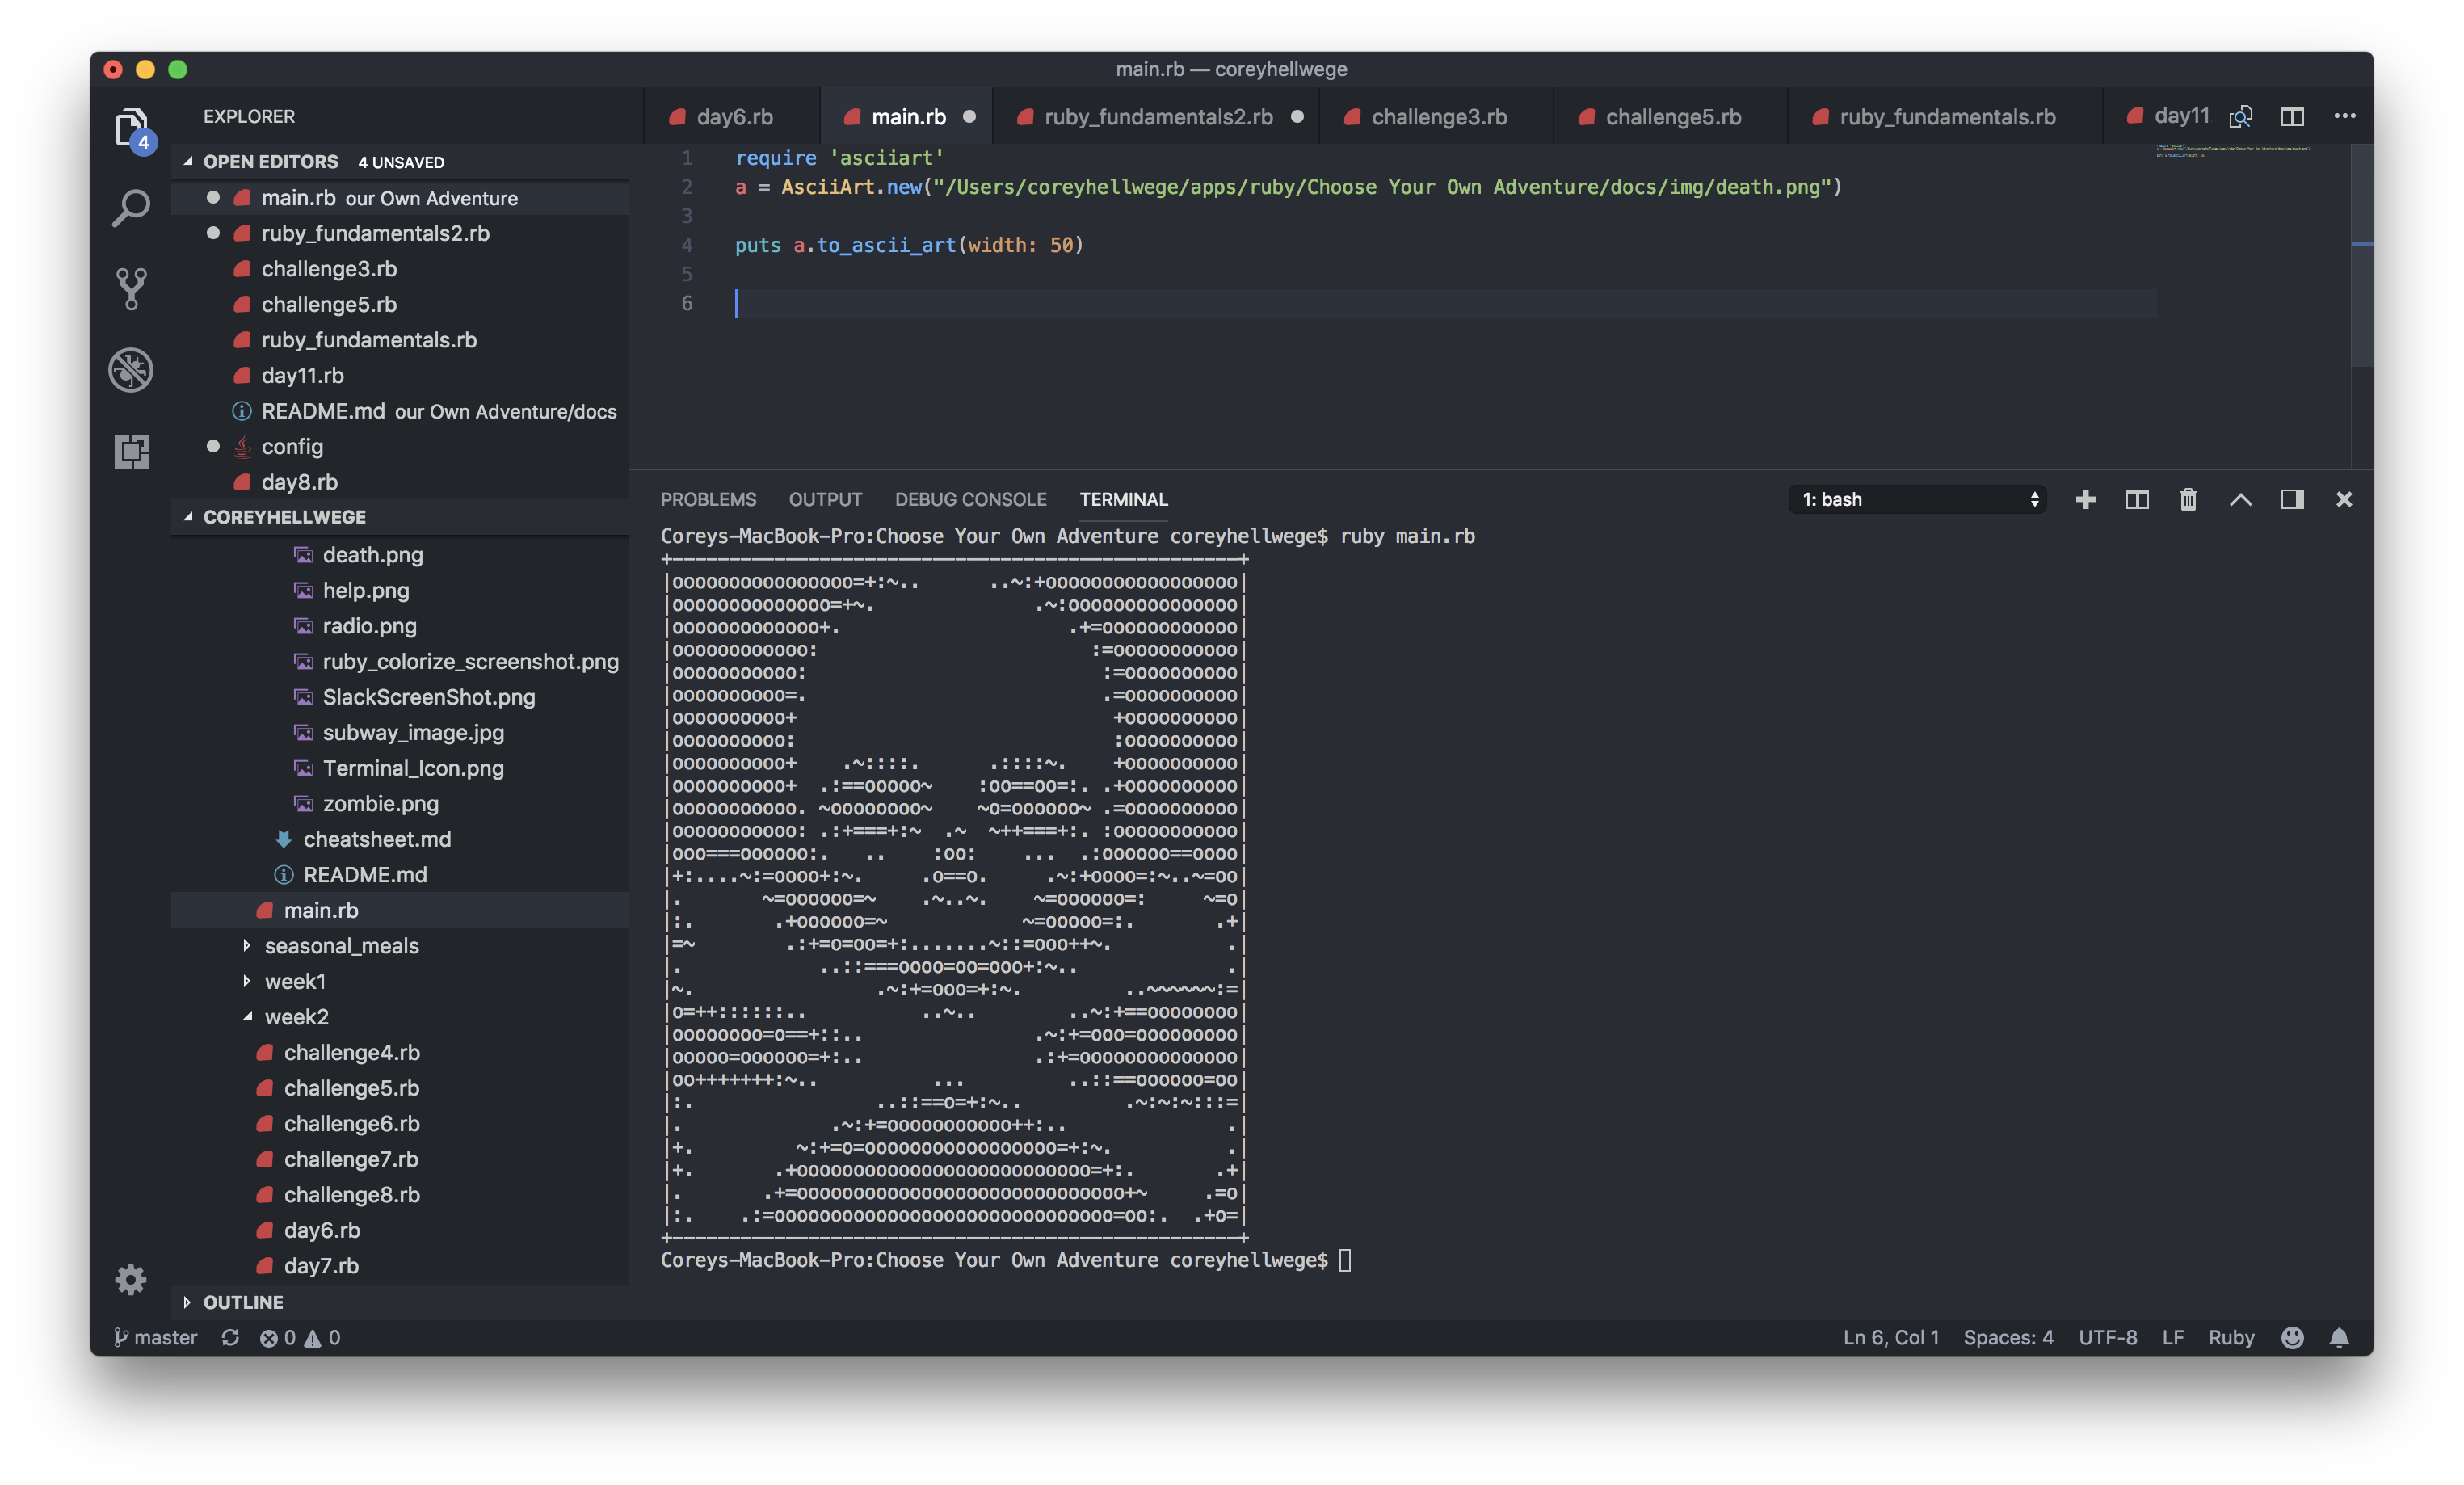 main.rb — coreyhellwege
EXPLORER
4
OPEN EDITORS 4 UNSAVED
main.rb our Own Adventure
ruby_fundamentals2.rb
challenge3.rb
challenge5.rb
ruby_fundamentals.rb
day11.rb
README.md our Own Adventure/docs
config
day8.rb
COREYHELLWEGE
death.png
help.png
radio.png
ruby_colorize_screenshot.png
SlackScreenShot.png
subway_image.jpg
Terminal_Icon.png
zombie.png
cheatsheet.md
README.md
main.rb
seasonal_meals
week1
week2
challenge4.rb
challenge5.rb
challenge6.rb
challenge7.rb
challenge8.rb
day6.rb
day7.rb
OUTLINE
day6.rb main.rb ruby_fundamentals2.rb challenge3.rb challenge5.rb ruby_fundamentals.rb day11
1 require 'asciiart'
2 a = AsciiArt.new("/Users/coreyhellwege/apps/ruby/Choose Your Own Adventure/docs/img/death.png")
3
4 puts a.to_ascii_art(width: 50)
5
6
PROBLEMS OUTPUT DEBUG CONSOLE TERMINAL 1: bash
Coreys-MacBook-Pro:Choose Your Own Adventure coreyhellwege$ ruby main.rb
Coreys-MacBook-Pro:Choose Your Own Adventure coreyhellwege$
master 0 0 Ln 6, Col 1 Spaces: 4 UTF-8 LF Ruby